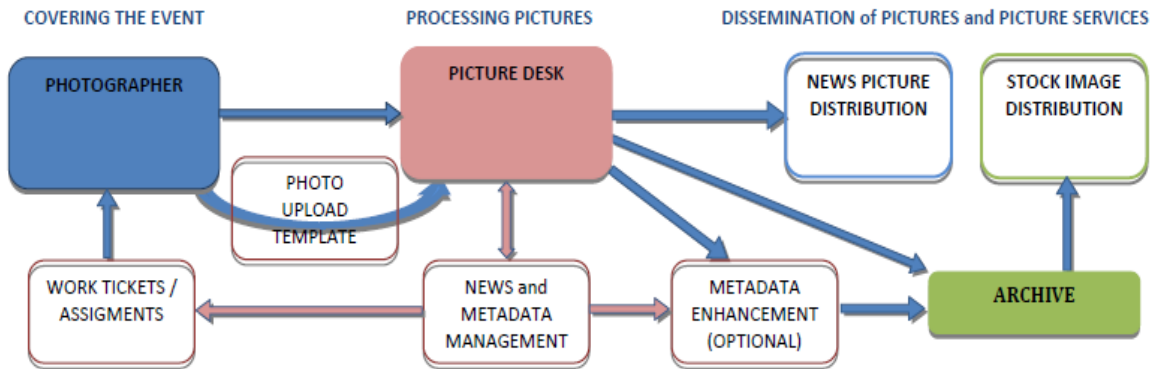 COVERING THE EVENT
PROCESSING PICTURES
DISSEMINATION of PICTURES and PICTURE SERVICES
PHOTOGRAPHER
PICTURE DESK
NEWS PICTURE
DISTRIBUTION
STOCK IMAGE
DISTRIBUTION
PHOTO
UPLOAD
TEMPLATE
WORK TICKETS /
ASSIGMENTS
NEWS and
METADATA
MANAGEMENT
METADATA
ENHANCEMENT
(OPTIONAL)
ARCHIVE